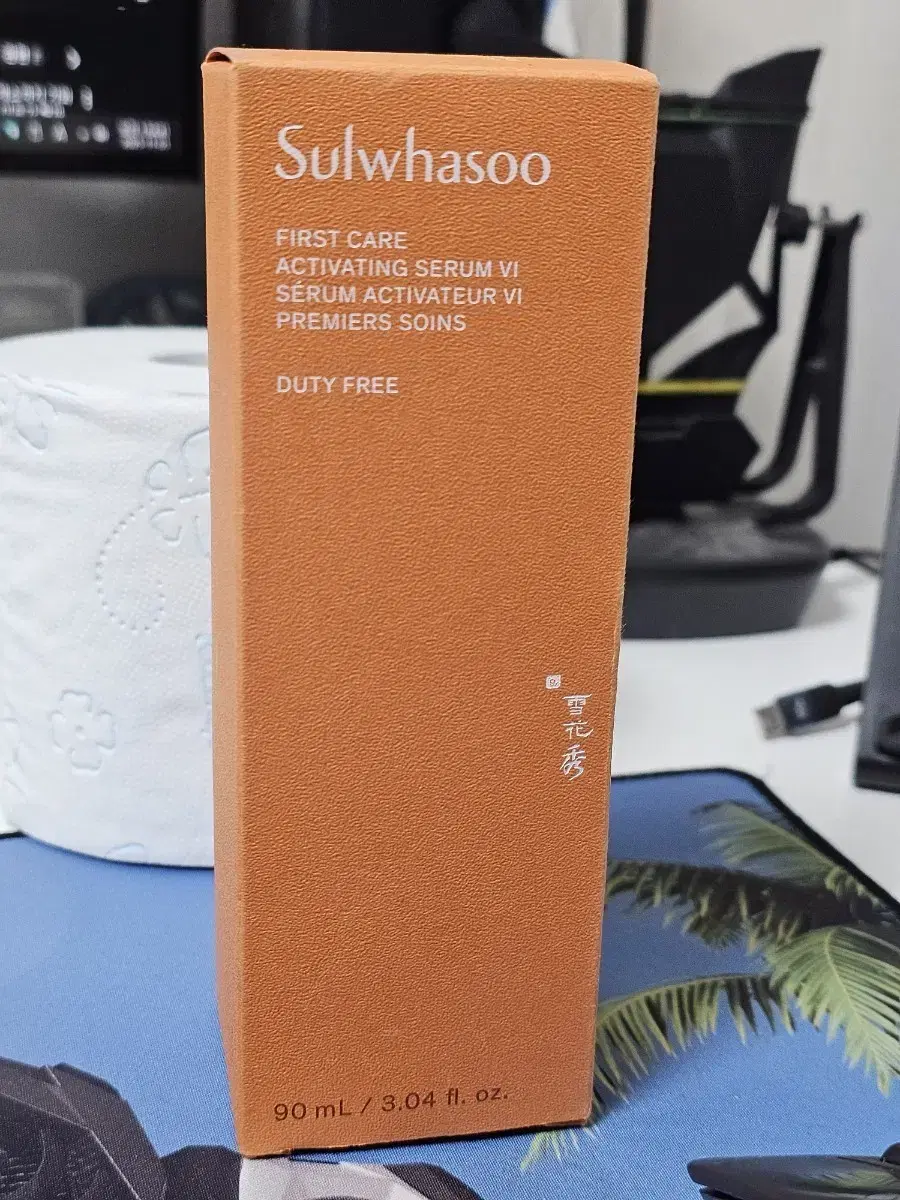 Sulwhasoo
FIRST CARE
ACTIVATING SERUM VI
SÉRUM ACTIVATEUR VI
PREMIERS SOINS
DUTY FREE
雪花秀
90 mL / 3.04 fl. oz.